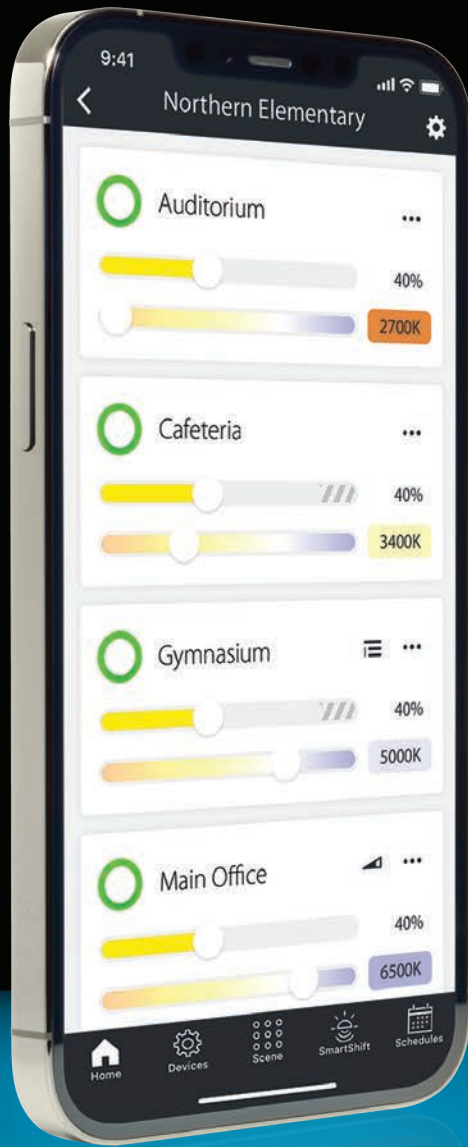 9:41
Northern Elementary
Auditorium
40%
2700K
Cafeteria
40%
3400K
Gymnasium
40%
5000K
Main Office
40%
6500K
Home Devices Scene SmartShift Schedules